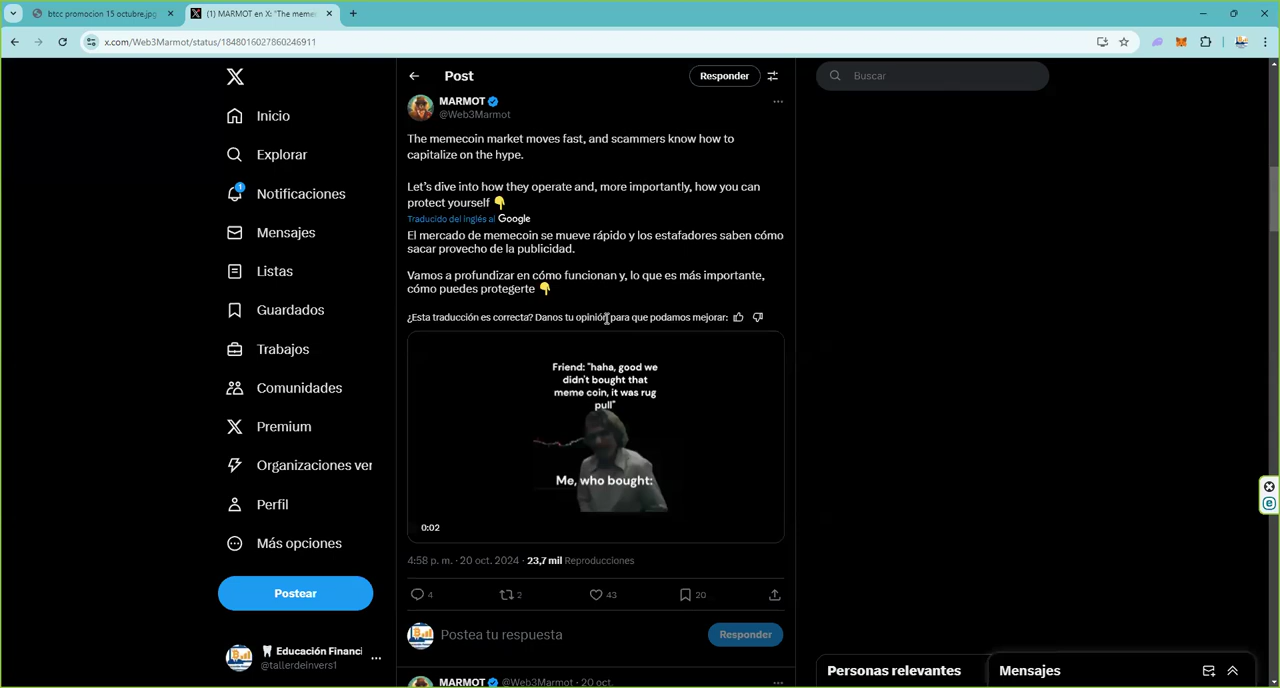 btcc promocion 15 octubre.jpg
(1) MARMOT en X: "The meme
x.com/Web3Marmot/status/1848016027860246911
Post
Responder
Buscar
Inicio
Explorar
1
Notificaciones
Mensajes
Listas
Guardados
Trabajos
Comunidades
Premium
Organizaciones ver
Perfil
Más opciones
Postear
Educación Financi
@tallerdeinvers1
MARMOT
@Web3Marmot
The memecoin market moves fast, and scammers know how to
capitalize on the hype.
Let's dive into how they operate and, more importantly, how you can
protect yourself 👇
Traducido del inglés al Google
El mercado de memecoin se mueve rápido y los estafadores saben cómo
sacar provecho de la publicidad.
Vamos a profundizar en cómo funcionan y, lo que es más importante,
cómo puedes protegerte 👇
¿Esta traducción es correcta? Danos tu opinión para que podamos mejorar:
Friend: "haha, good we
didn't bought that
meme coin, it was rug
pull"
Me, who bought:
0:02
4:58 p. m. · 20 oct. 2024 · 23,7 mil Reproducciones
4
2
43
20
Postea tu respuesta
Responder
MARMOT @Web3Marmot · 20 oct.
Personas relevantes
Mensajes